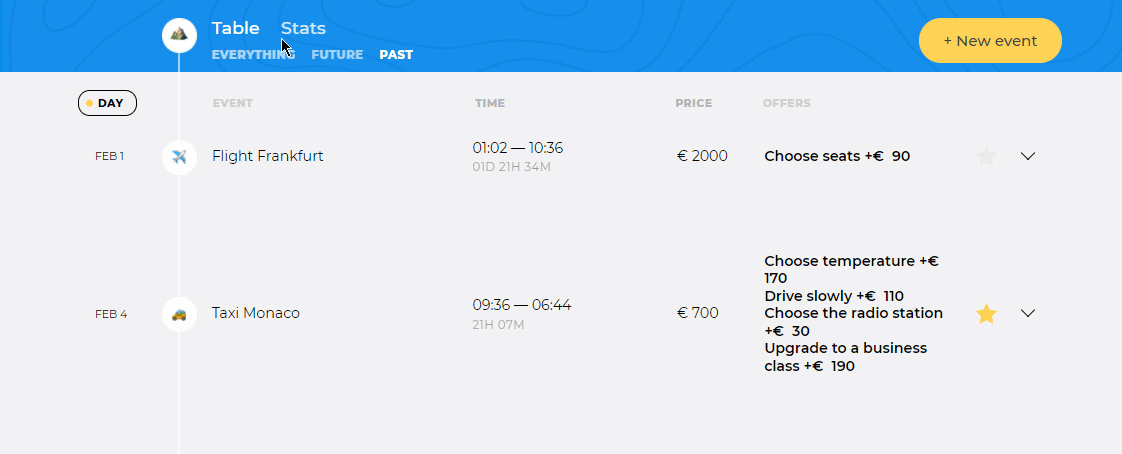 Table Stats
EVERYTHING FUTURE PAST
+ New event
DAY EVENT TIME PRICE OFFERS
FEB 1 Flight Frankfurt 01:02 — 10:36 € 2000 Choose seats +€ 90
01D 21H 34M
FEB 4 Taxi Monaco 09:36 — 06:44 € 700
21H 07M
Choose temperature +€
170
Drive slowly +€ 110
Choose the radio station
+€ 30
Upgrade to a business
class +€ 190